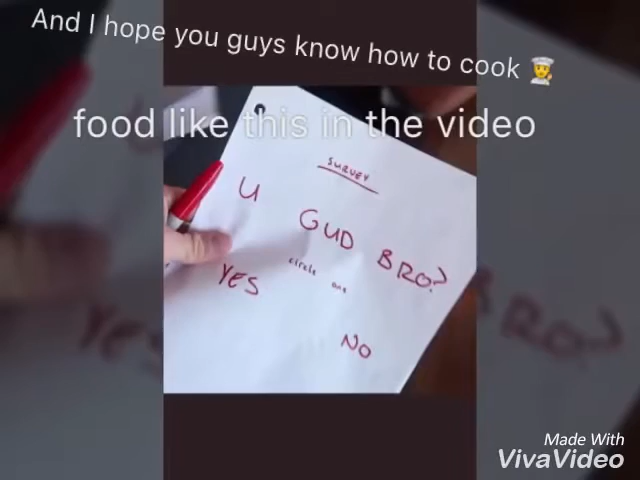 And I hope you guys know how to cook 👨‍🍳
food like this in the video
SURVEY
U GUD BRO?
circle one
YES
NO
Made With
VivaVideo